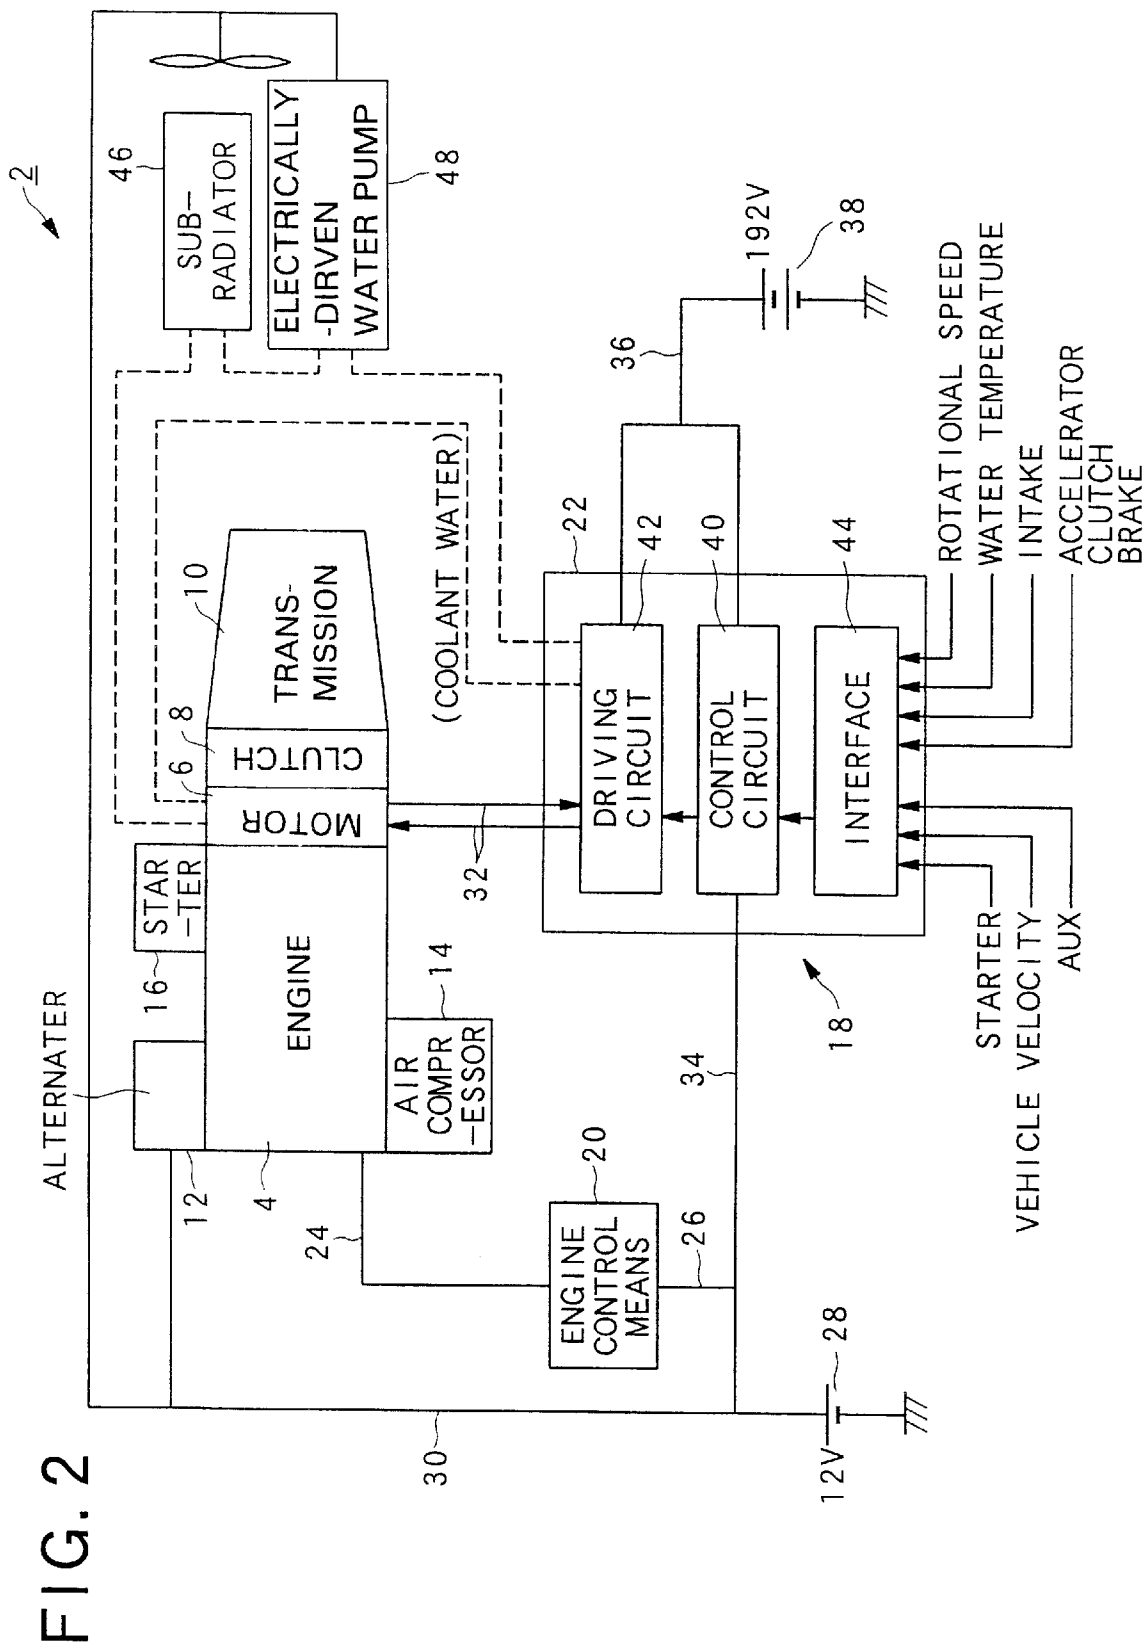 FIG. 2
2
ALTERNATER
12
16
STAR
-TER
6
8
10
46
SUB-
RADIATOR
ELECTRICALLY
-DIRVEN
WATER PUMP
48
4
ENGINE
MOTOR
CLUTCH
TRANS-
MISSION
AIR
COMPR
-ESSOR
14
(COOLANT WATER)
24
30
32
20
ENGINE
CONTROL
MEANS
26
34
22
DRIVING
CIRCUIT
42
CONTROL
CIRCUIT
40
INTERFACE
44
36
192V
38
12V
28
18
STARTER
VEHICLE VELOCITY
AUX
ROTATIONAL SPEED
WATER TEMPERATURE
INTAKE
ACCELERATOR
CLUTCH
BRAKE